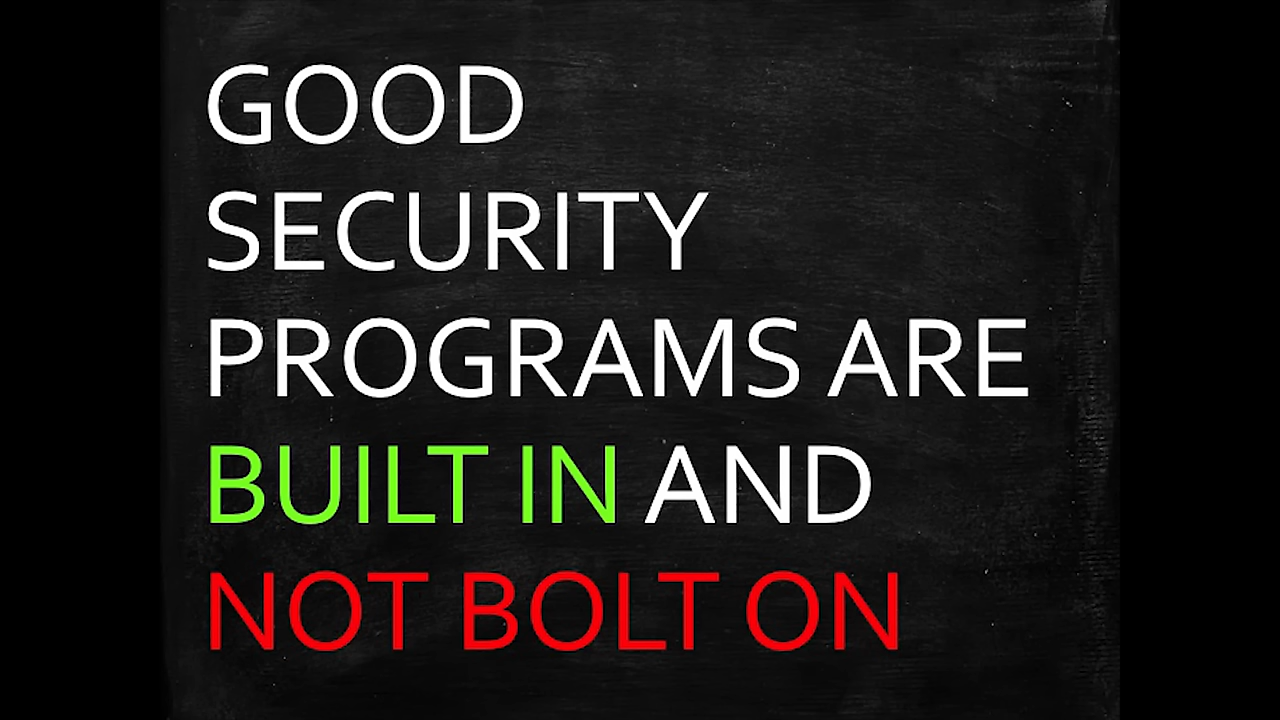 GOOD
SECURITY
PROGRAMS ARE
BUILT IN AND
NOT BOLT ON